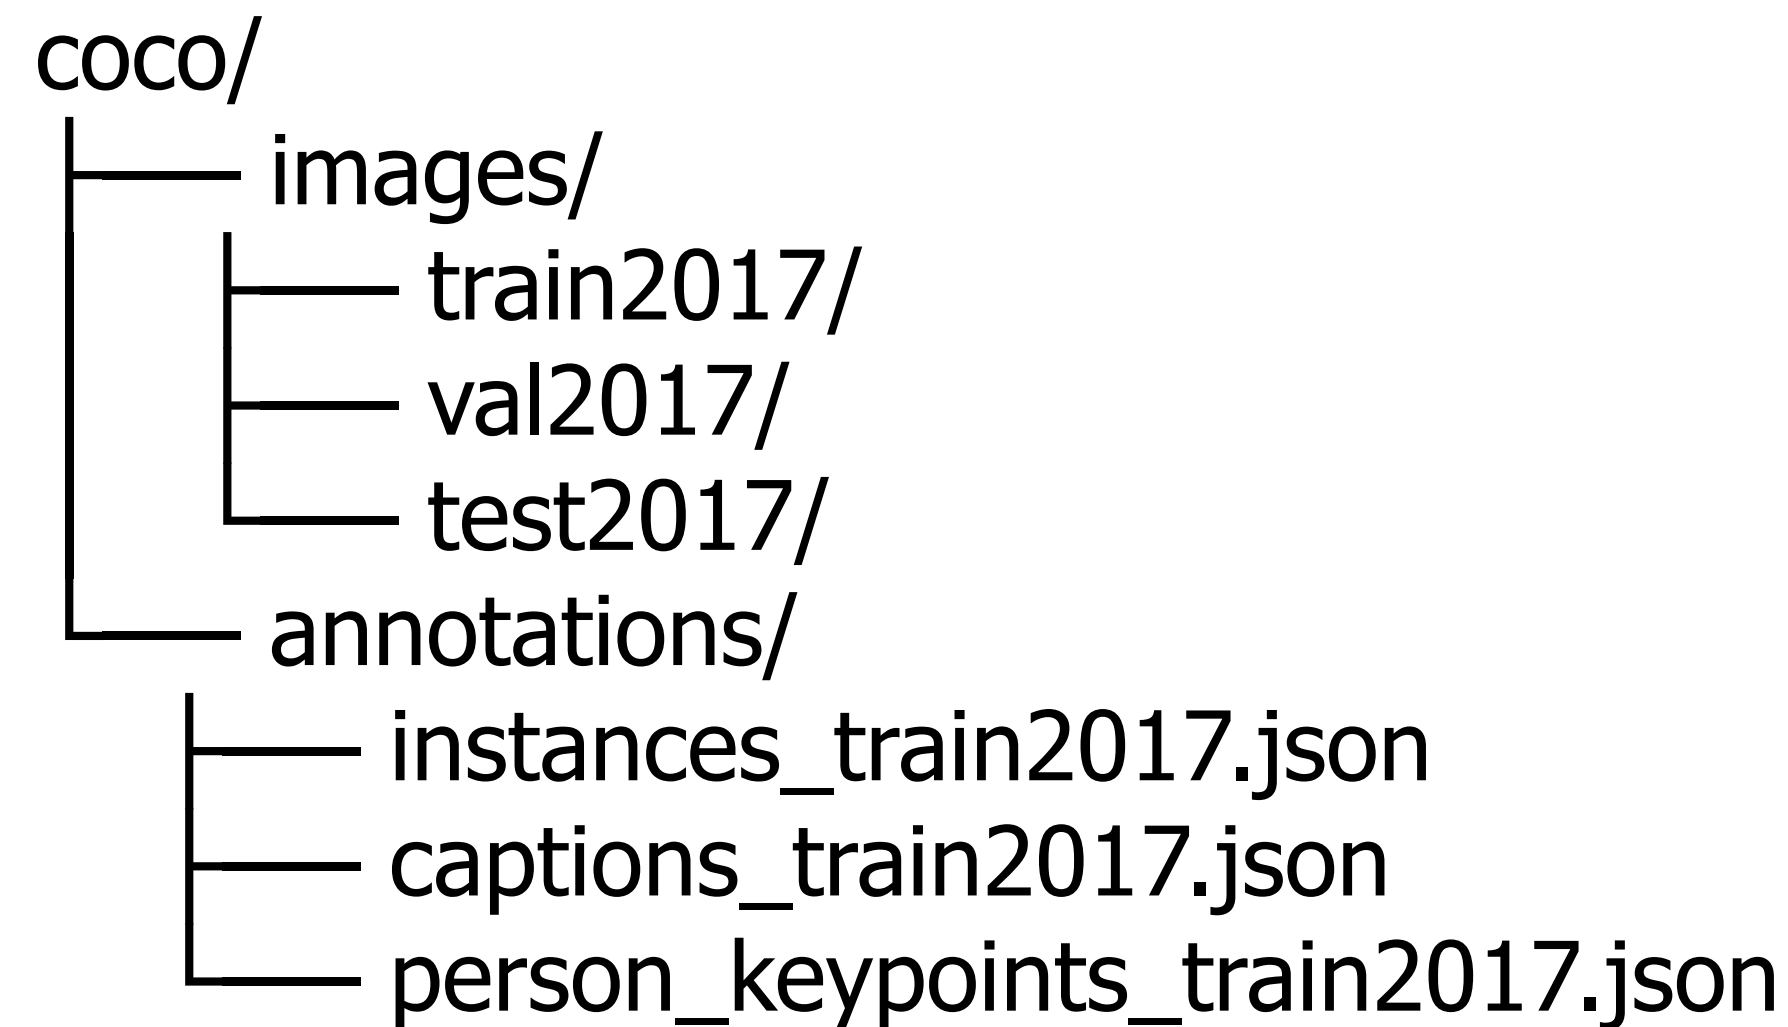 coco/
images/
train2017/
val2017/
test2017/
annotations/
instances_train2017.json
captions_train2017.json
person_keypoints_train2017.json